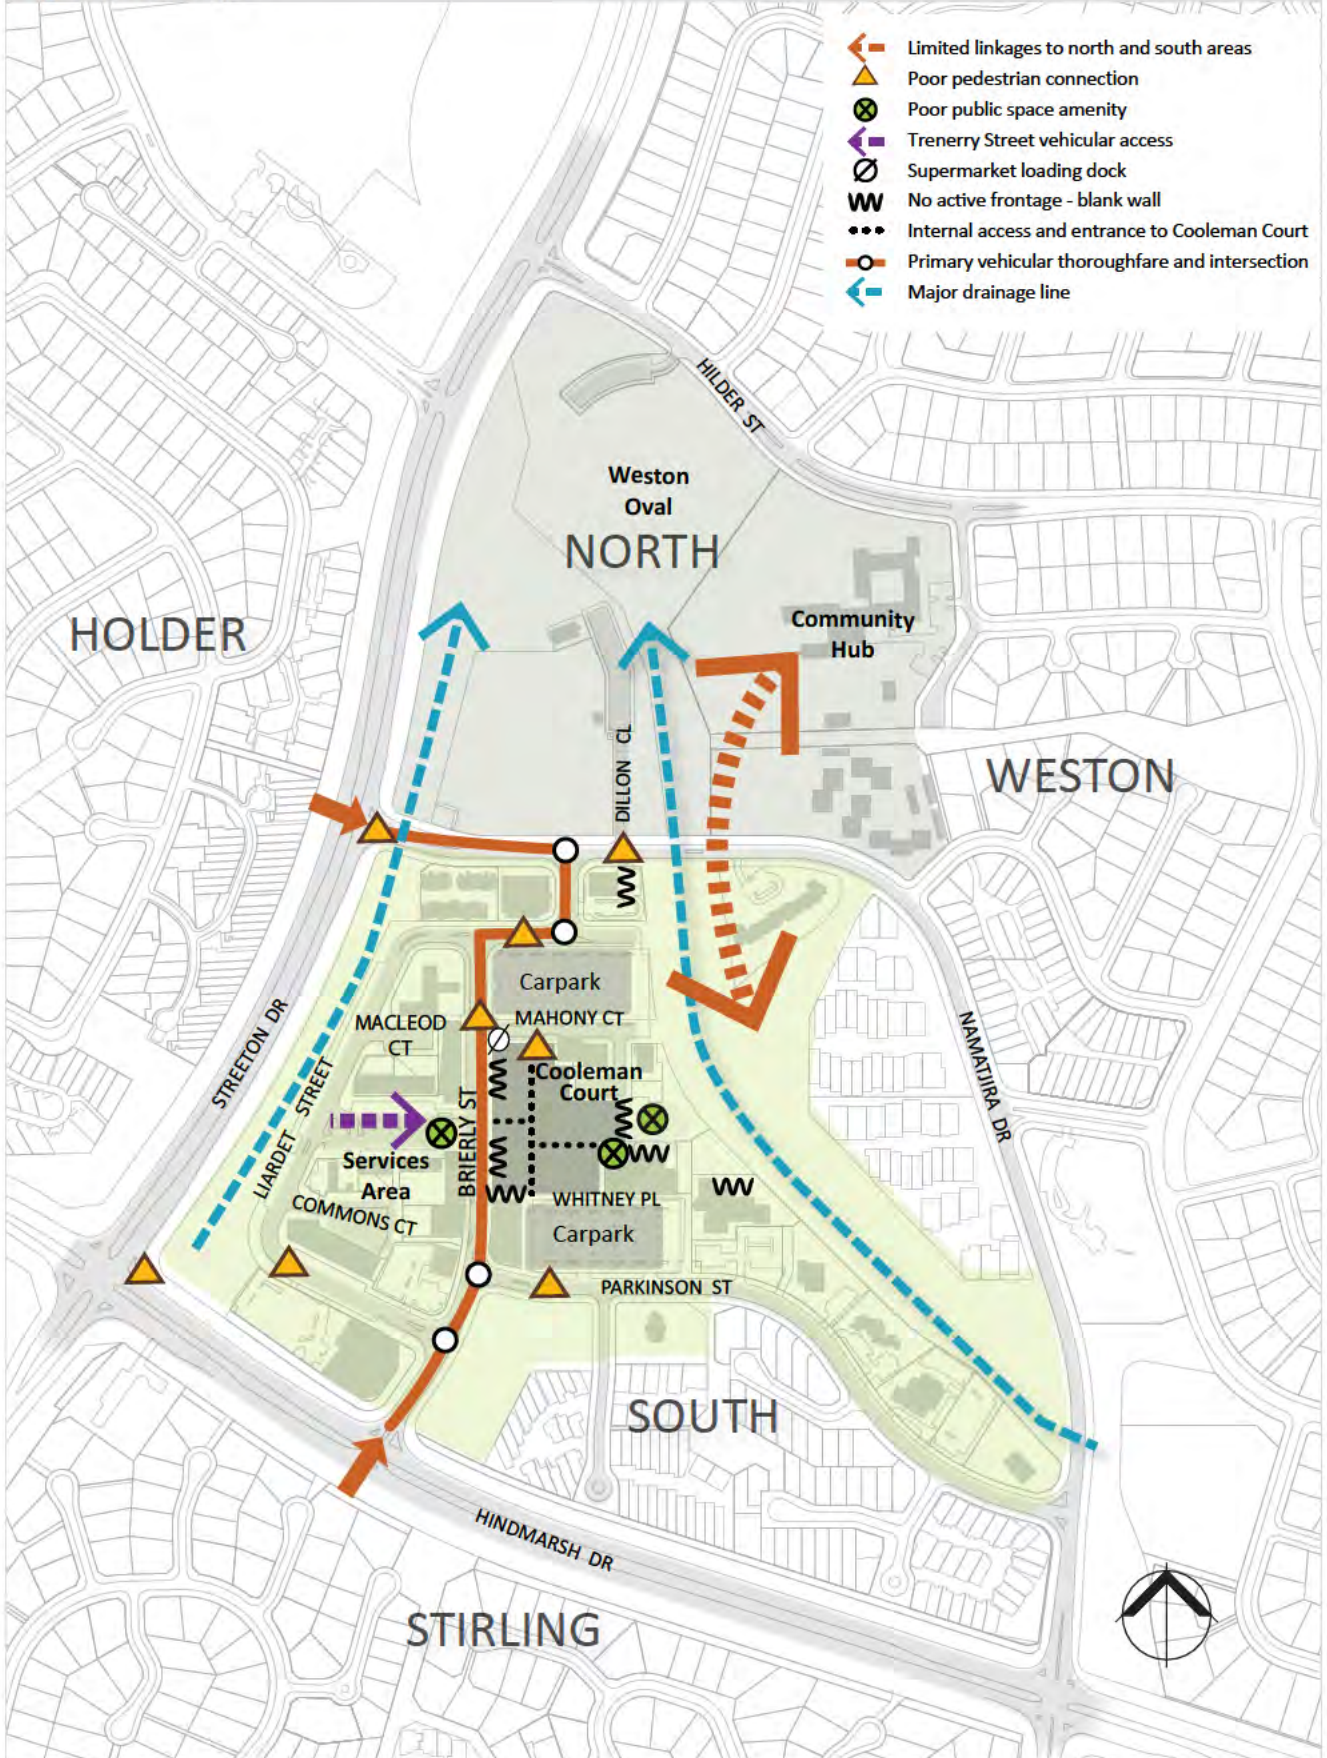 Limited linkages to north and south areas
Poor pedestrian connection
Poor public space amenity
Trenerry Street vehicular access
Supermarket loading dock
No active frontage - blank wall
Internal access and entrance to Cooleman Court
Primary vehicular thoroughfare and intersection
Major drainage line
HILDER ST
Weston
Oval
NORTH
HOLDER
Community
Hub
DILLON CL
WESTON
Carpark
STREETON DR
MACLEOD
CT
MAHONY CT
NAMATJIRA DR
Cooleman
Court
LIARDET STREET
BRIERLY ST
Services
Area
COMMONS CT
WHITNEY PL
Carpark
PARKINSON ST
SOUTH
HINDMARSH DR
STIRLING